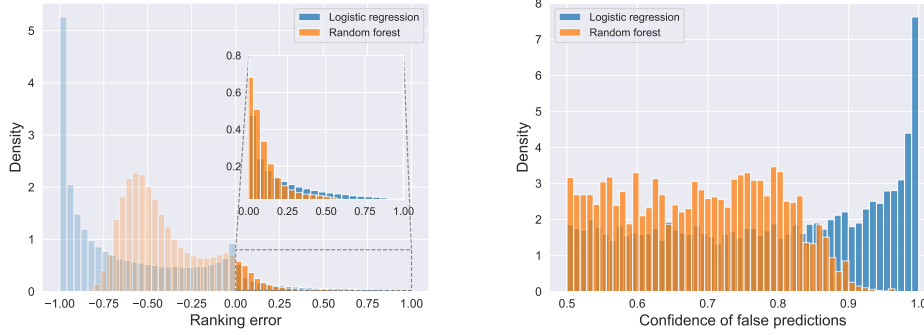 Logistic regression
Random forest
5
4
3
2
1
0
Density
0.8
0.6
0.4
0.2
0.00 0.25 0.50 0.75 1.00
−1.00 −0.75 −0.50 −0.25 0.00 0.25 0.50 0.75 1.00
Ranking error
Logistic regression
Random forest
8
7
6
5
4
3
2
1
0
Density
0.5 0.6 0.7 0.8 0.9 1.0
Confidence of false predictions